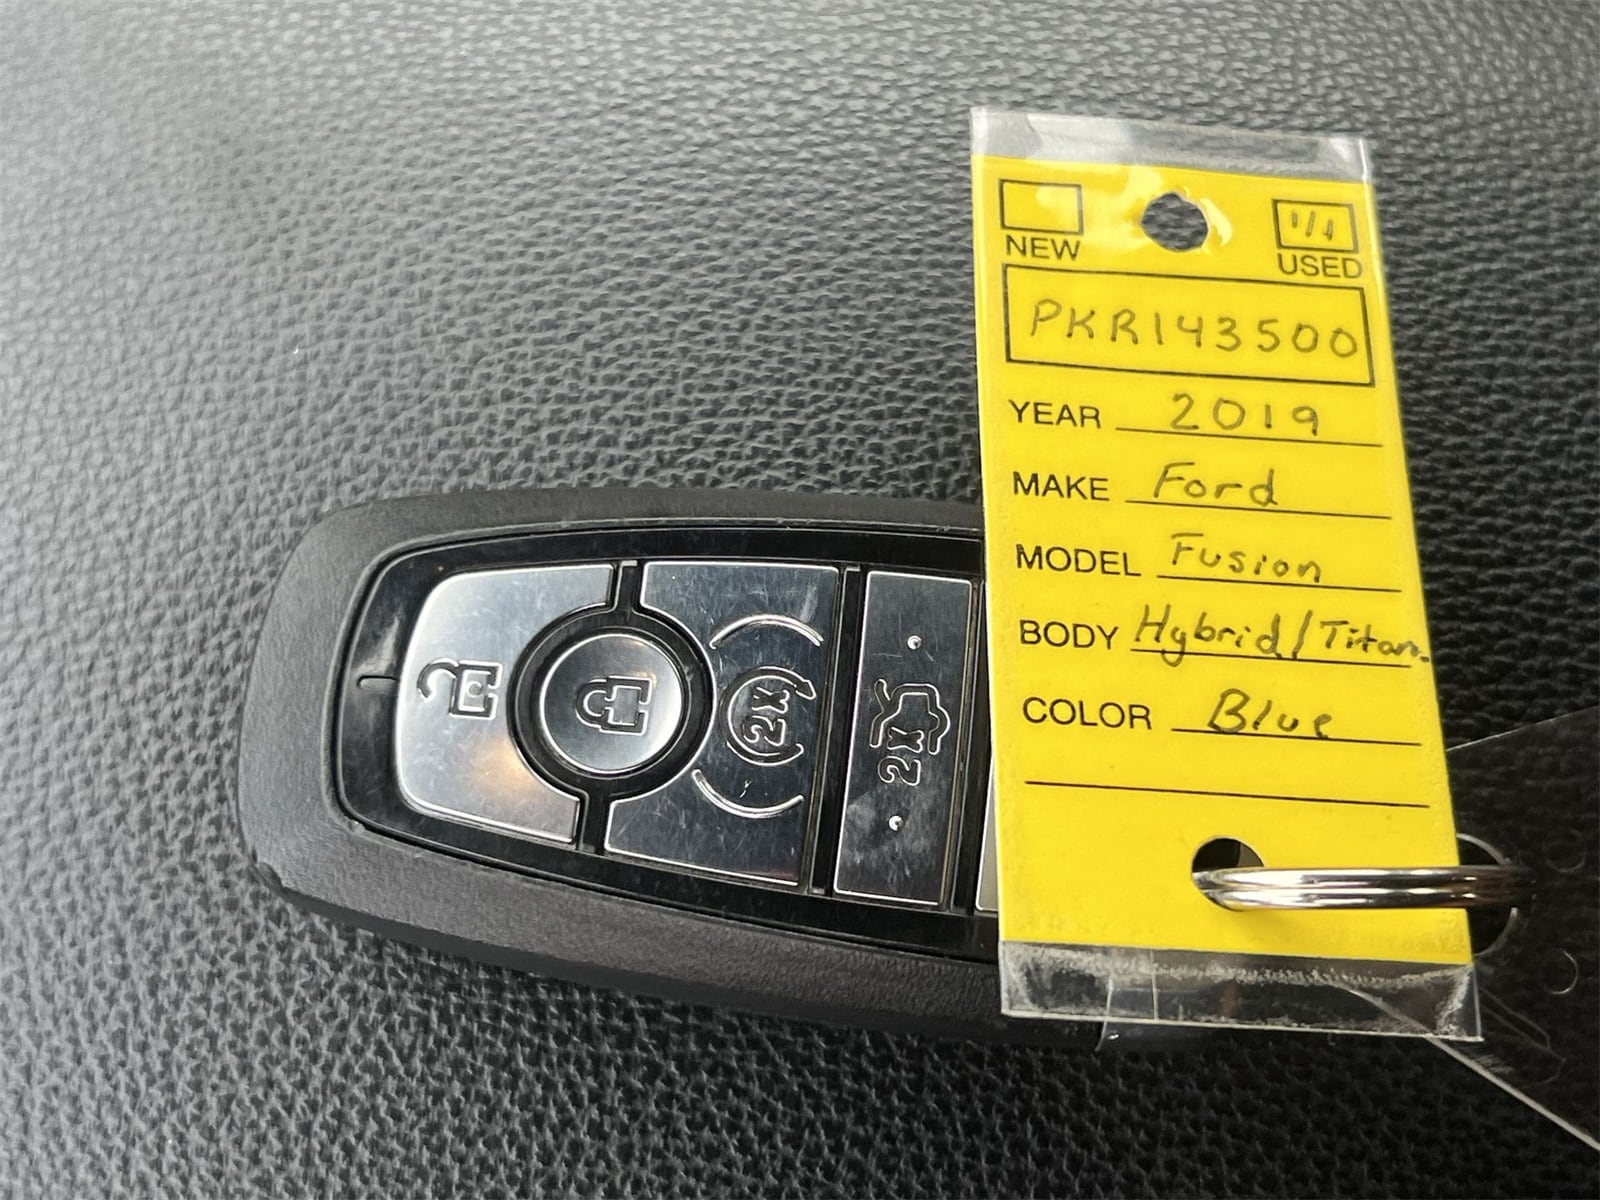 NEW
USED
PKR143500
YEAR 2019
MAKE Ford
MODEL Fusion
BODY Hybrid/Titan.
COLOR Blue
2x
2x